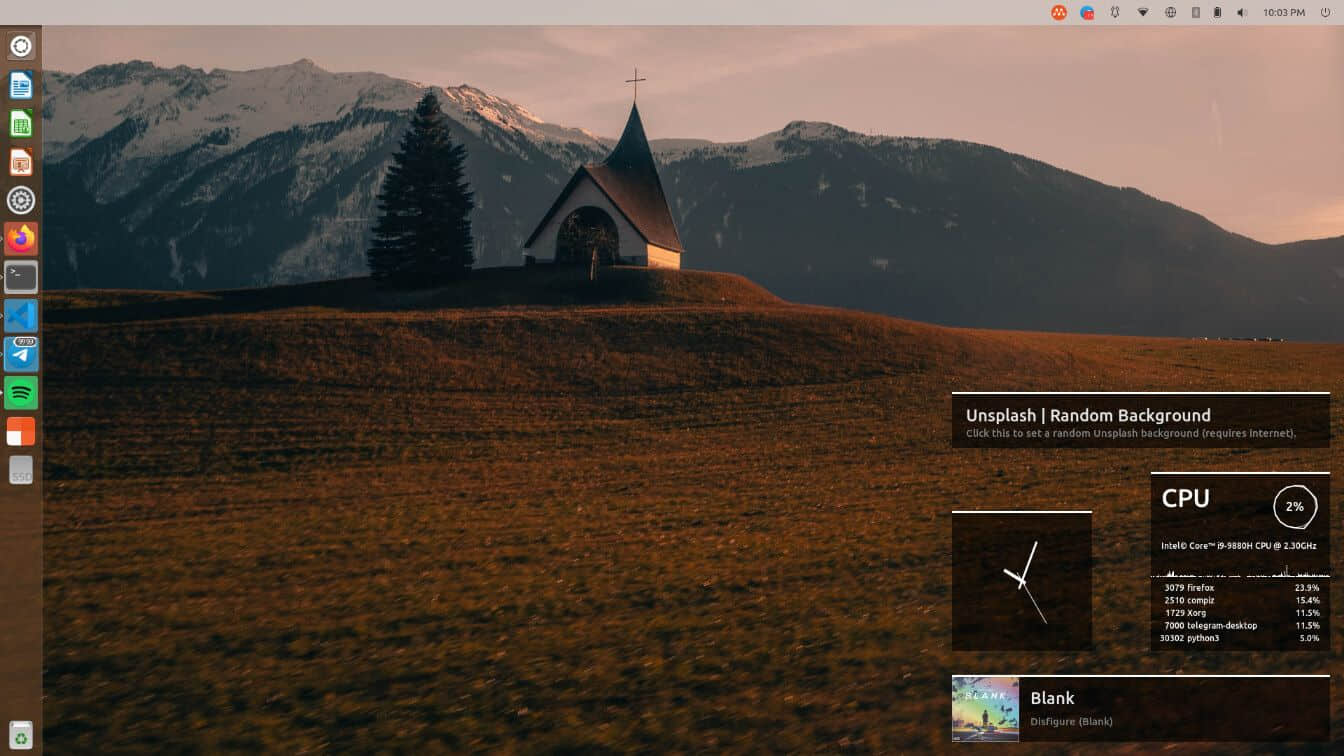 10:03 PM
>_
9199
SSD
Unsplash | Random Background
Click this to set a random Unsplash background (requires internet).
CPU
2%
Intel© Core™ i9-9880H CPU @ 2.30GHz
3079 firefox 23.9%
2510 compiz 15.4%
1729 Xorg 11.5%
7000 telegram-desktop 11.5%
30302 python3 5.0%
BLANK
Blank
Disfigure (Blank)